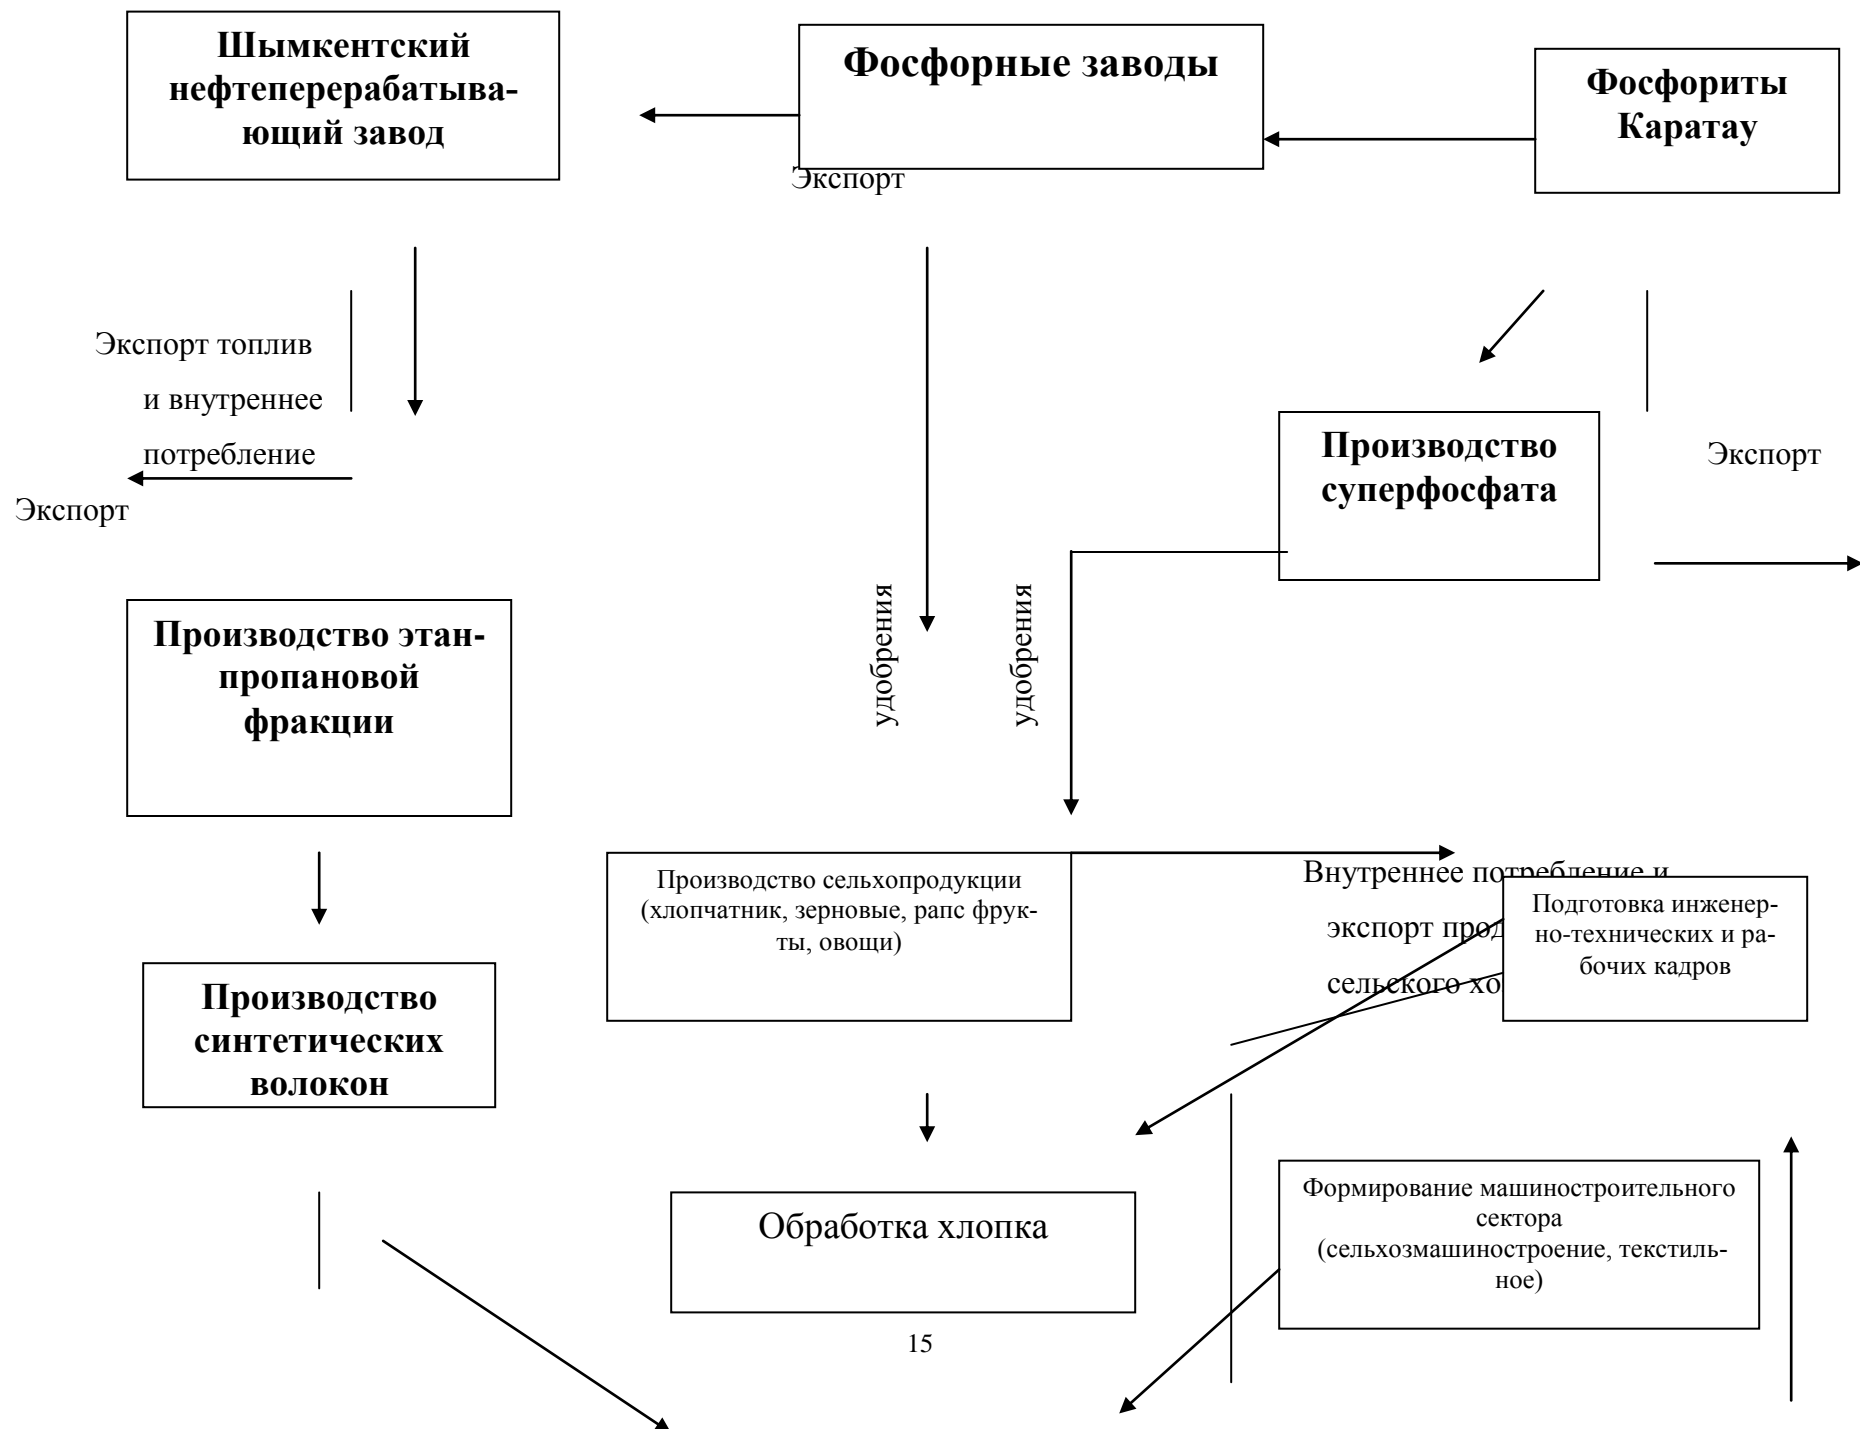 Шымкентский
нефтеперерабатыва-
ющий завод
Фосфорные заводы
Фосфориты
Каратау
Экспорт
Экспорт топлив
и внутреннее
потребление
Экспорт
Производство
суперфосфата
Экспорт
удобрения
удобрения
Производство этан-
пропановой
фракции
Производство сельхопродукции
(хлопчатник, зерновые, рапс фрук-
ты, овощи)
Внутреннее потребление и
экспорт прод
сельского хо
Подготовка инженер-
но-технических и ра-
бочих кадров
Производство
синтетических
волокон
Обработка хлопка
Формирование машиностроительного
сектора
(сельхозмашиностроение, текстиль-
ное)
15